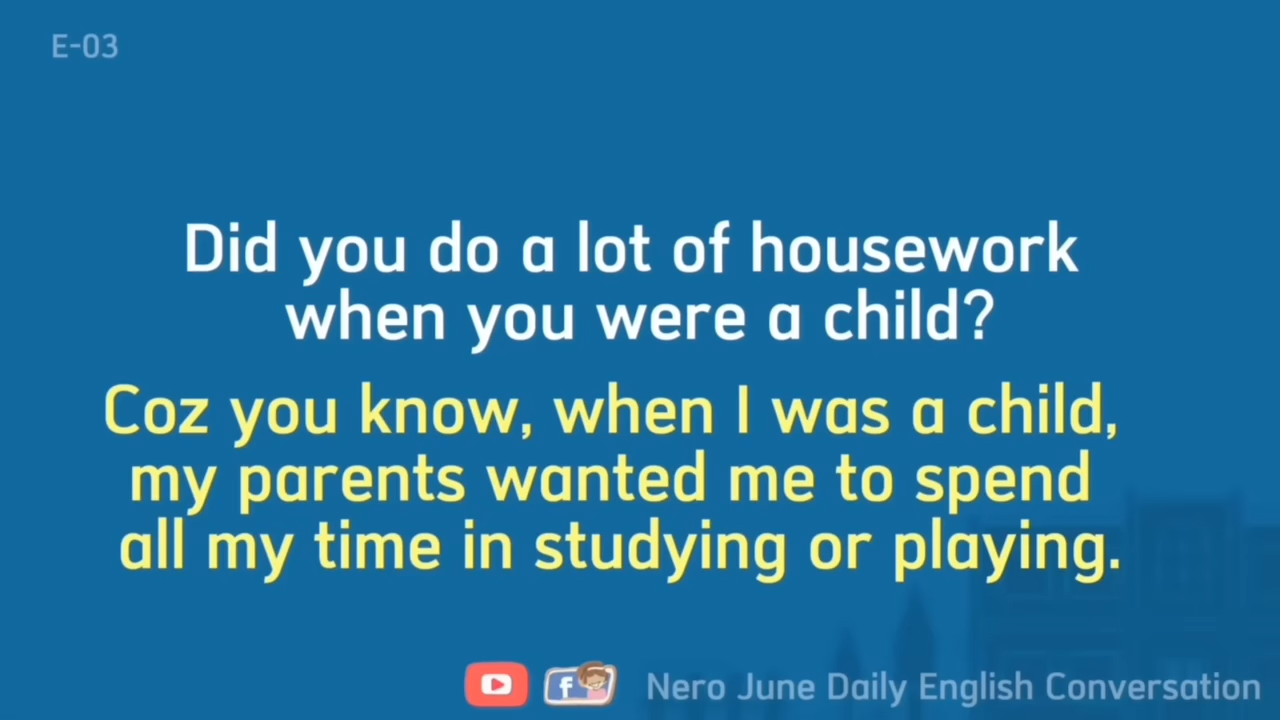 E-03
Did you do a lot of housework
when you were a child?
Coz you know, when I was a child,
my parents wanted me to spend
all my time in studying or playing.
f Nero June Daily English Conversation